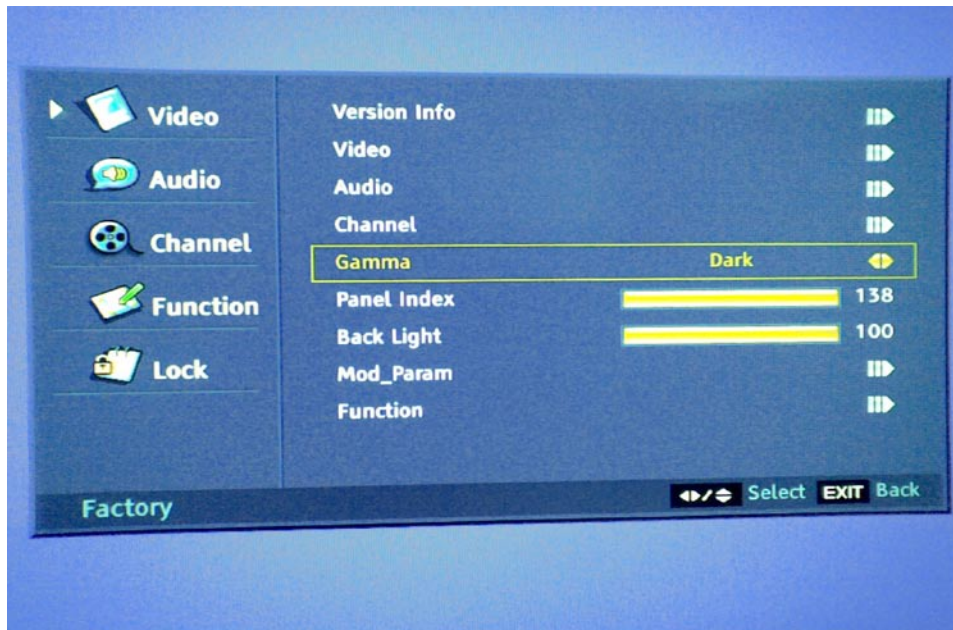 Video
Audio
Channel
Function
Lock
Version Info
Video
Audio
Channel
Gamma Dark
Panel Index 138
Back Light 100
Mod_Param
Function
Factory
/ Select EXIT Back